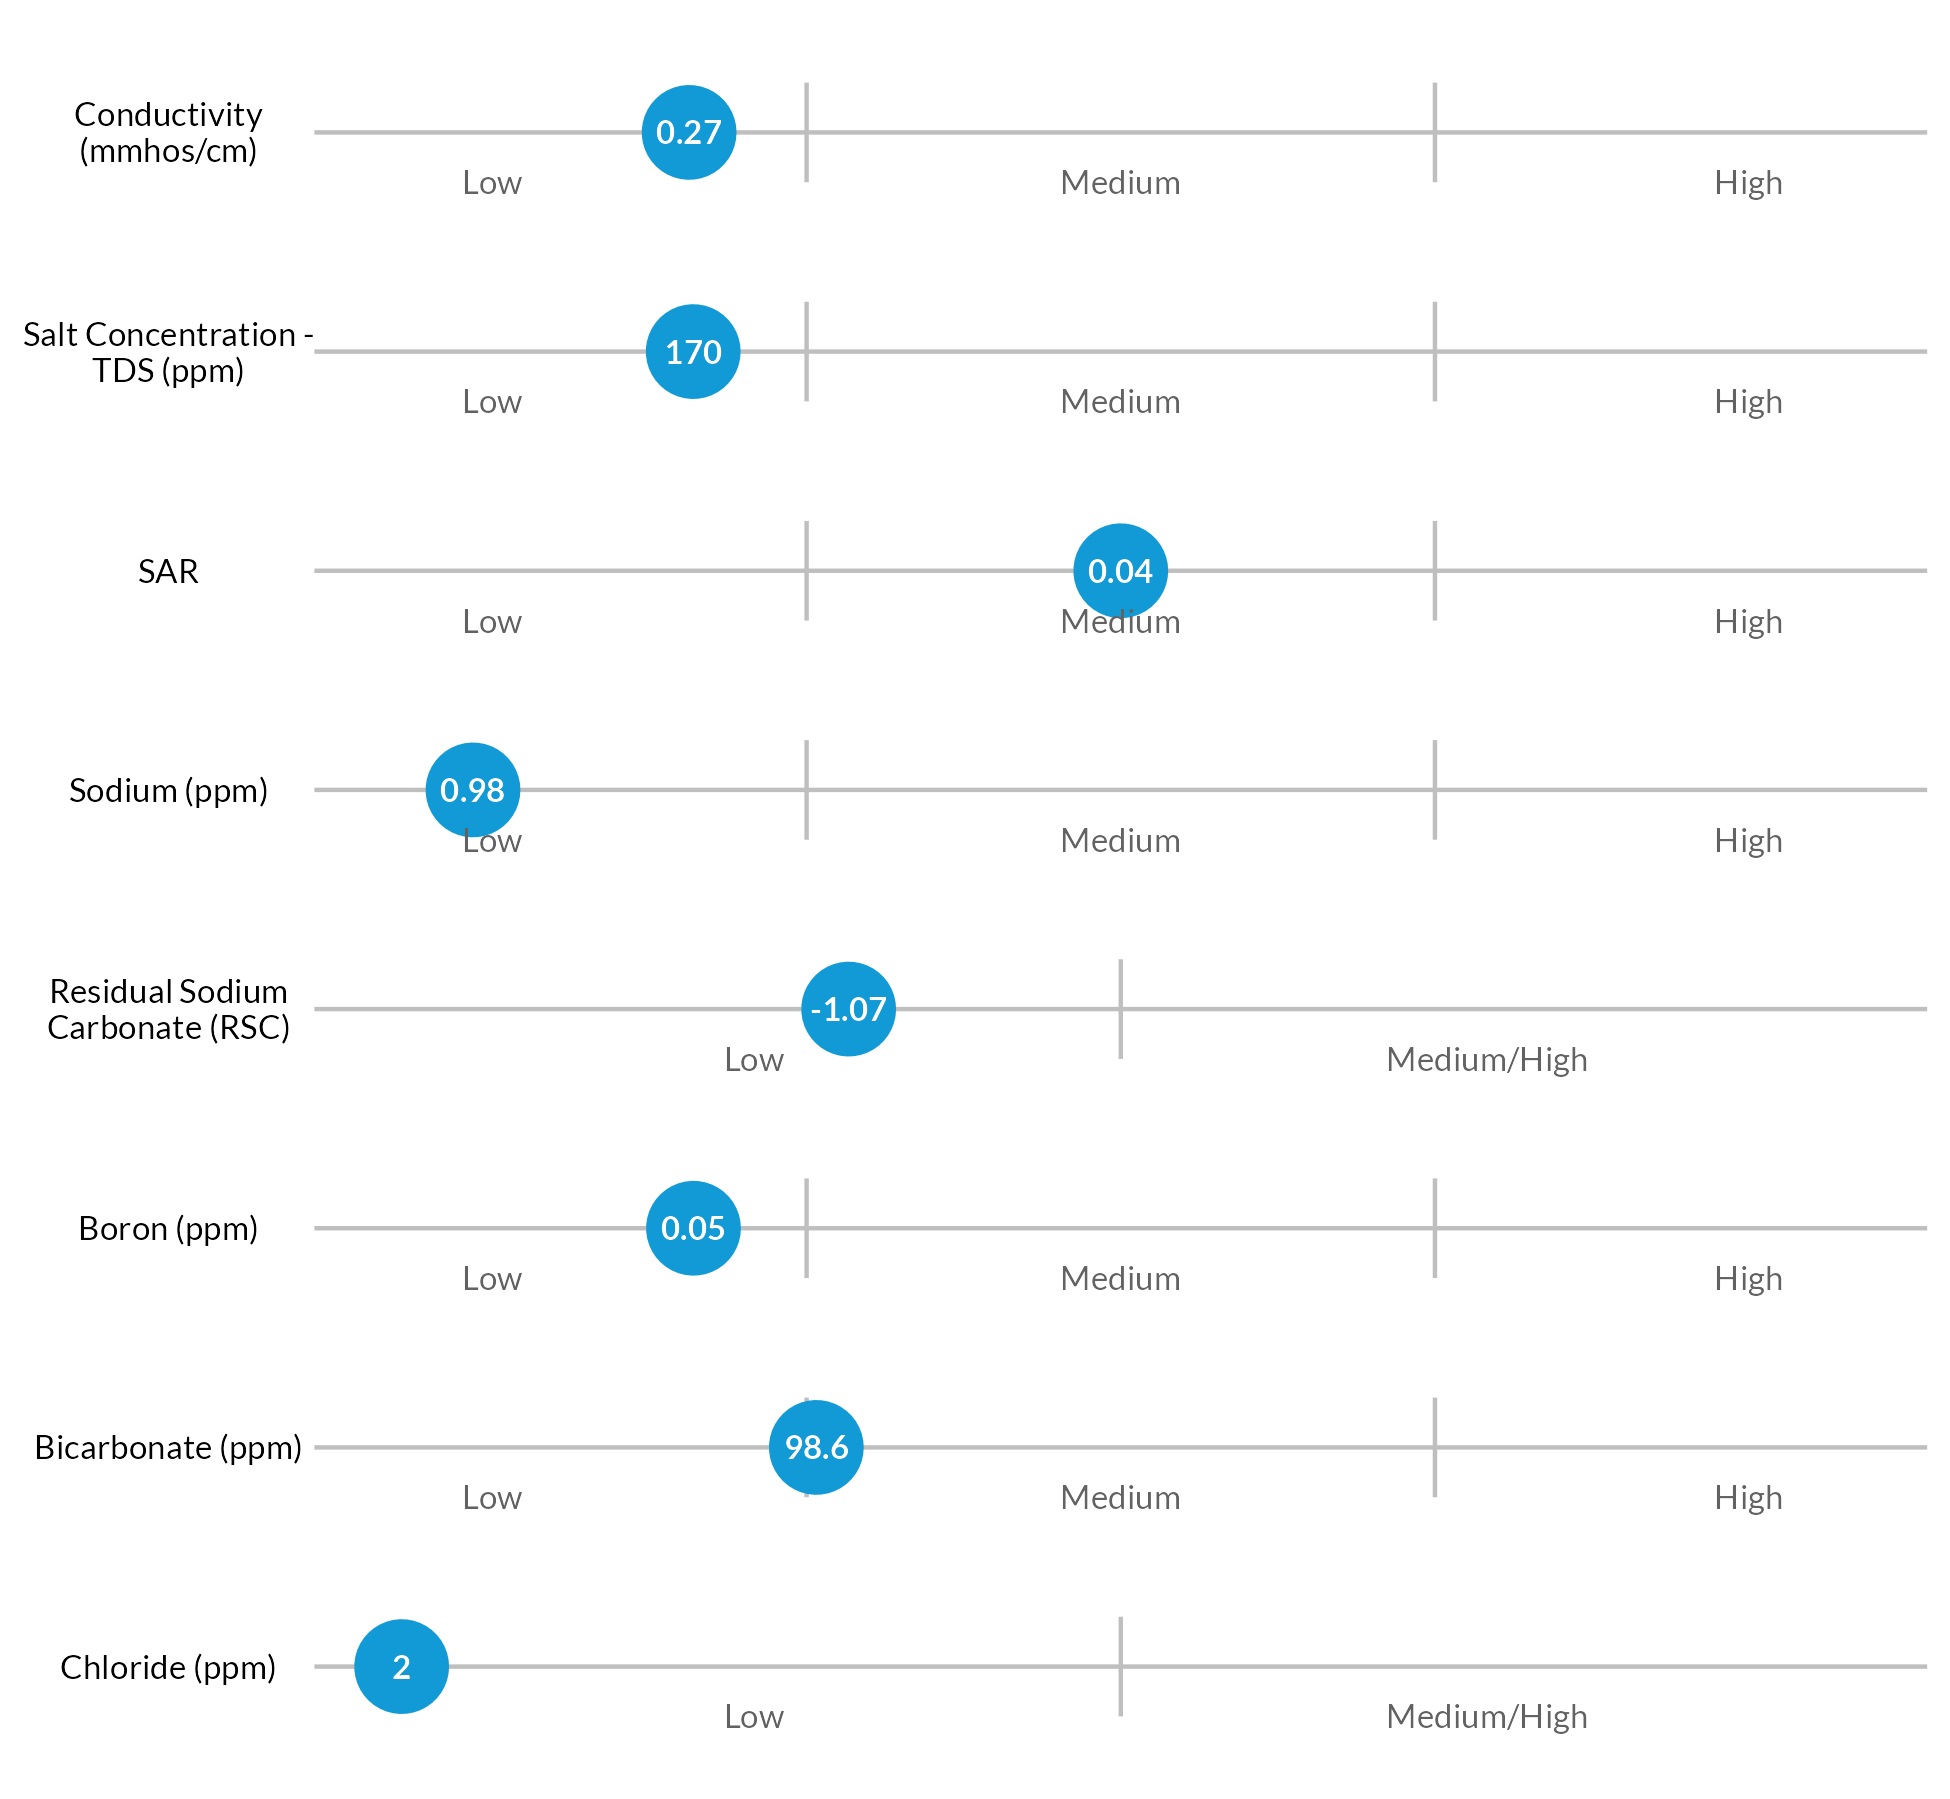 Conductivity
(mmhos/cm)
0.27
Low
Medium
High
Salt Concentration -
TDS (ppm)
170
Low
Medium
High
SAR
0.04
Low
Medium
High
Sodium (ppm)
0.98
Low
Medium
High
Residual Sodium
Carbonate (RSC)
-1.07
Low
Medium/High
Boron (ppm)
0.05
Low
Medium
High
Bicarbonate (ppm)
98.6
Low
Medium
High
Chloride (ppm)
2
Low
Medium/High